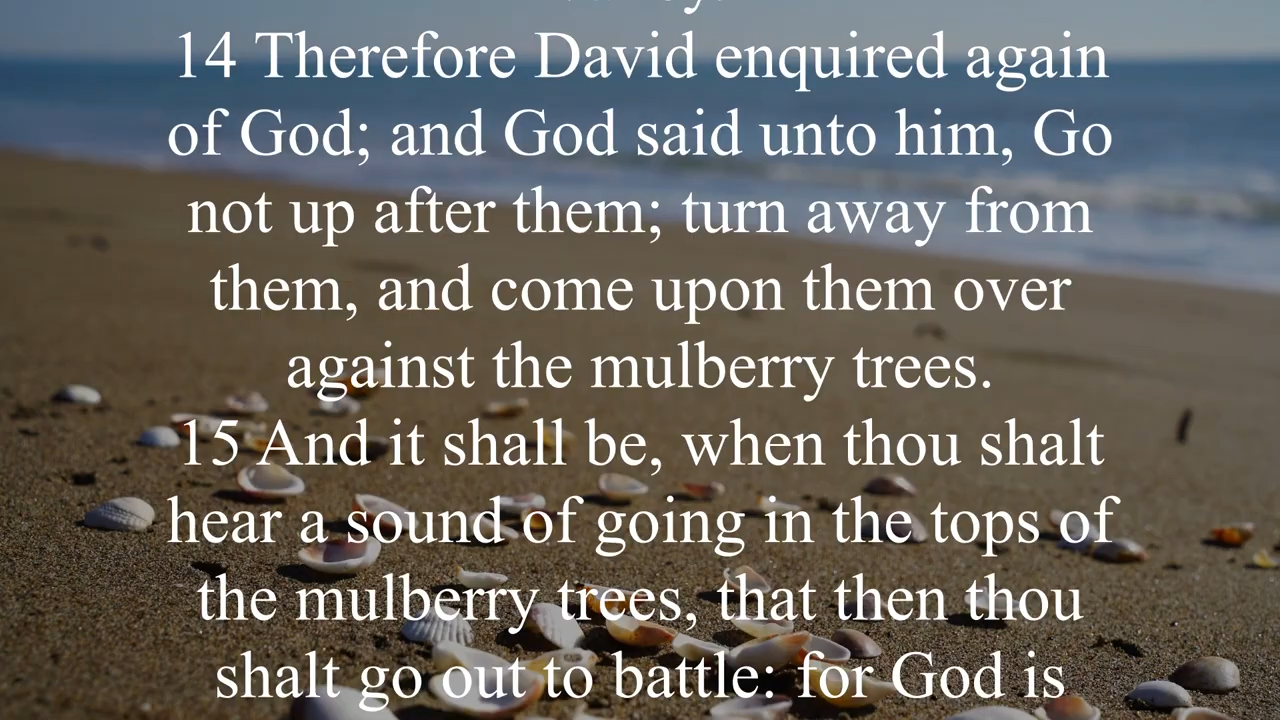 14 Therefore David enquired again
of God; and God said unto him, Go
not up after them; turn away from
them, and come upon them over
against the mulberry trees.
15 And it shall be, when thou shalt
hear a sound of going in the tops of
the mulberry trees, that then thou
shalt go out to battle: for God is